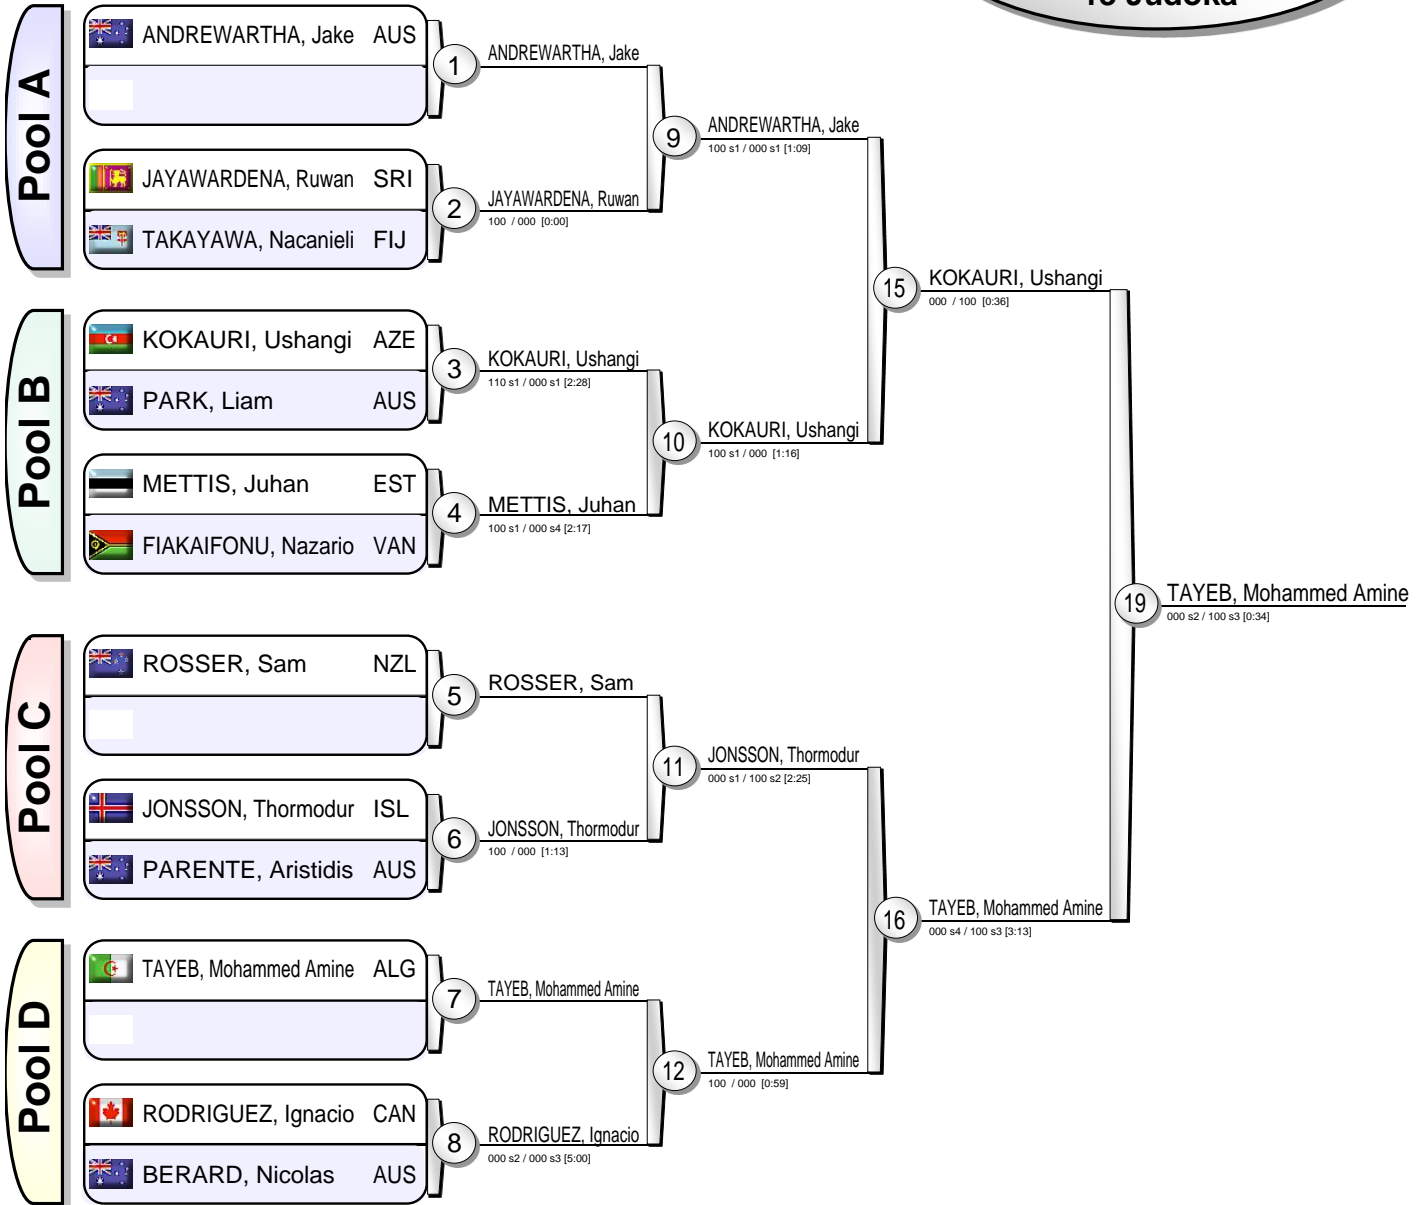 13 Judoka
Pool A
ANDREWARTHA, Jake AUS
JAYAWARDENA, Ruwan SRI
TAKAYAWA, Nacanieli FIJ
Pool B
KOKAURI, Ushangi AZE
PARK, Liam AUS
METTIS, Juhan EST
FIAKAIFONU, Nazario VAN
Pool C
ROSSER, Sam NZL
JONSSON, Thormodur ISL
PARENTE, Aristidis AUS
Pool D
TAYEB, Mohammed Amine ALG
RODRIGUEZ, Ignacio CAN
BERARD, Nicolas AUS
1
ANDREWARTHA, Jake
2
JAYAWARDENA, Ruwan
100 / 000 [0:00]
3
KOKAURI, Ushangi
110 s1 / 000 s1 [2:28]
4
METTIS, Juhan
100 s1 / 000 s4 [2:17]
5
ROSSER, Sam
6
JONSSON, Thormodur
100 / 000 [1:13]
7
TAYEB, Mohammed Amine
8
RODRIGUEZ, Ignacio
000 s2 / 000 s3 [5:00]
9
ANDREWARTHA, Jake
100 s1 / 000 s1 [1:09]
10
KOKAURI, Ushangi
100 s1 / 000 [1:16]
11
JONSSON, Thormodur
000 s1 / 100 s2 [2:25]
12
TAYEB, Mohammed Amine
100 / 000 [0:59]
15
KOKAURI, Ushangi
000 / 100 [0:36]
16
TAYEB, Mohammed Amine
000 s4 / 100 s3 [3:13]
19
TAYEB, Mohammed Amine
000 s2 / 100 s3 [0:34]